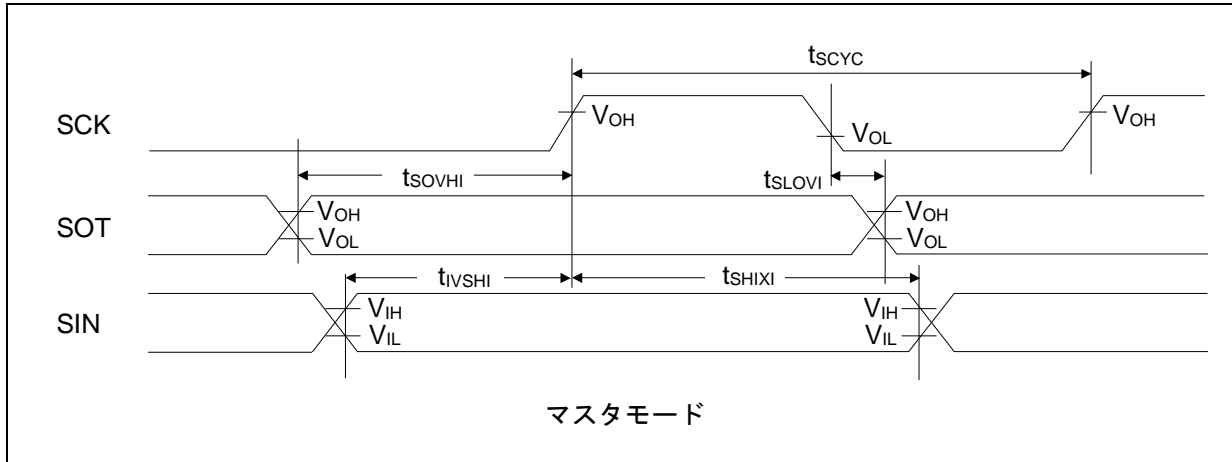 tSCYC
SCK
VOH
VOL
VOH
tSOVHI
tSLOVI
SOT
VOH
VOL
VOH
VOL
tIVSHI
tSHIXI
SIN
VIH
VIL
VIH
VIL
マスタモード